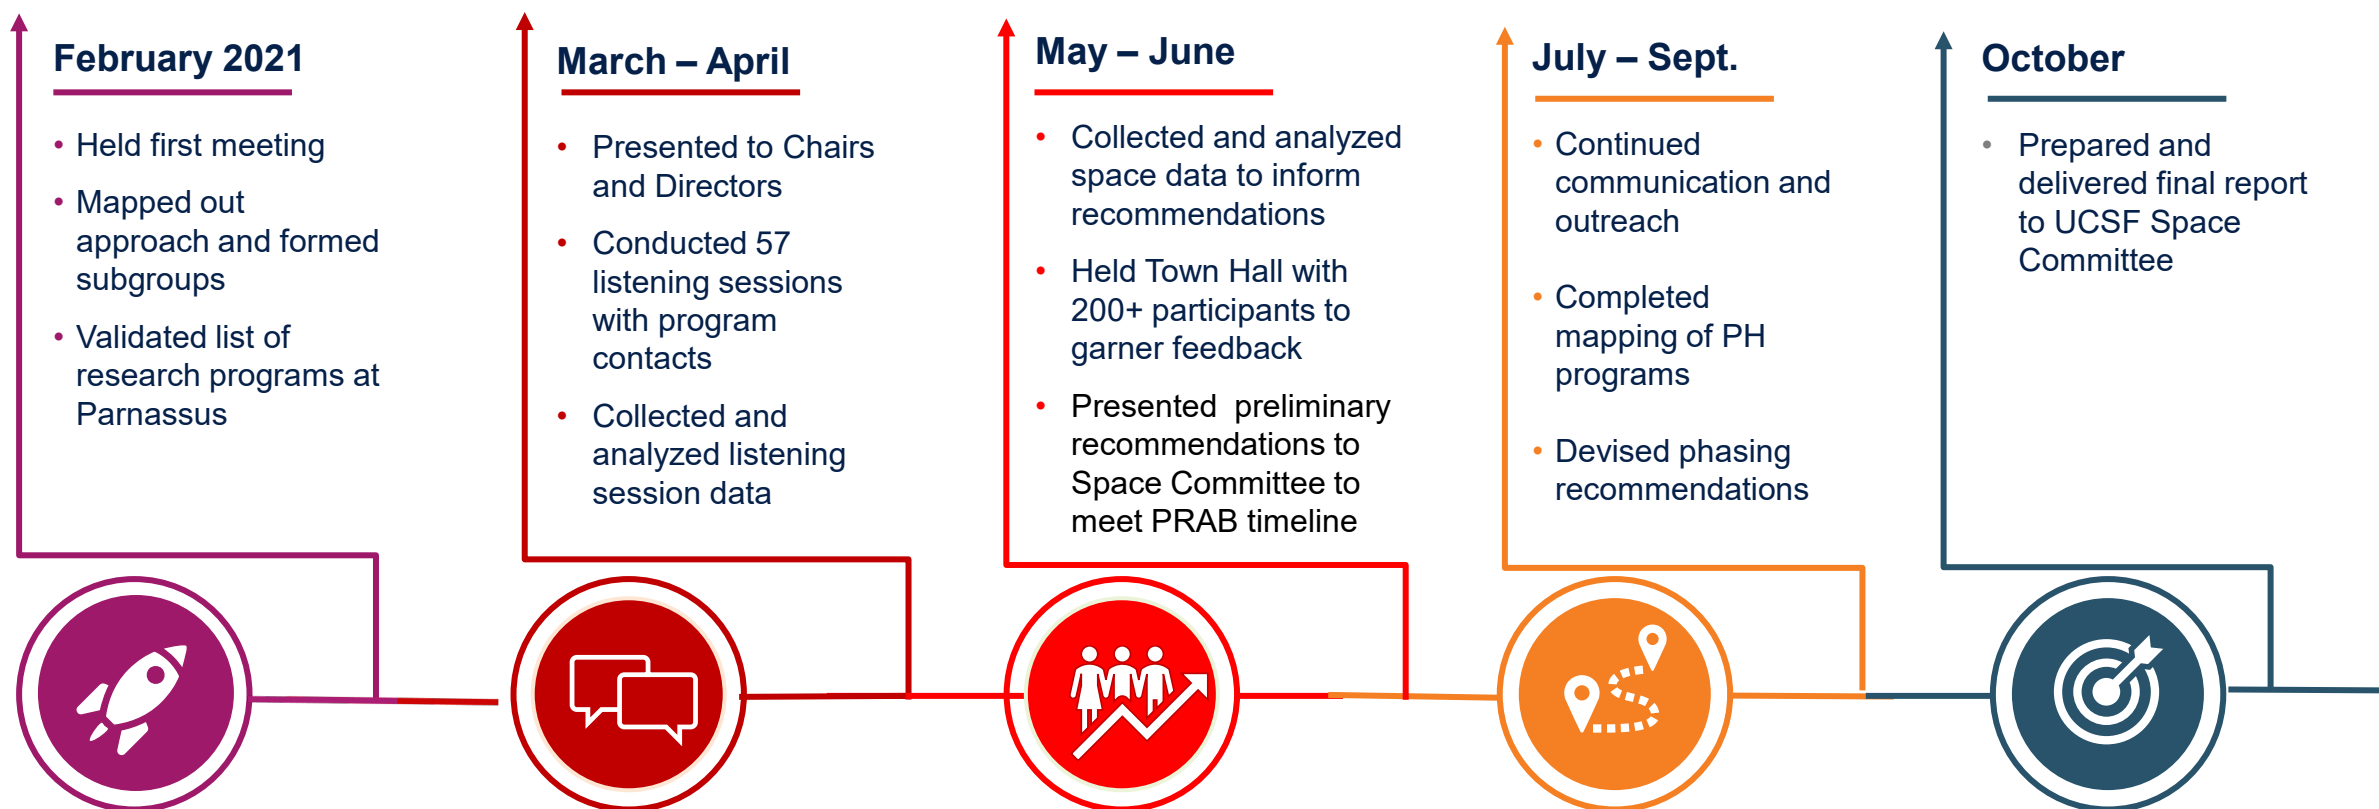 February 2021
• Held first meeting
• Mapped out
approach and formed
subgroups
• Validated list of
research programs at
Parnassus
March – April
• Presented to Chairs
and Directors
• Conducted 57
listening sessions
with program
contacts
• Collected and
analyzed listening
session data
May – June
• Collected and analyzed
space data to inform
recommendations
• Held Town Hall with
200+ participants to
garner feedback
• Presented  preliminary
recommendations to
Space Committee to
meet PRAB timeline
July – Sept.
• Continued
communication and
outreach
• Completed
mapping of PH
programs
• Devised phasing
recommendations
October
• Prepared and
delivered final report
to UCSF Space
Committee